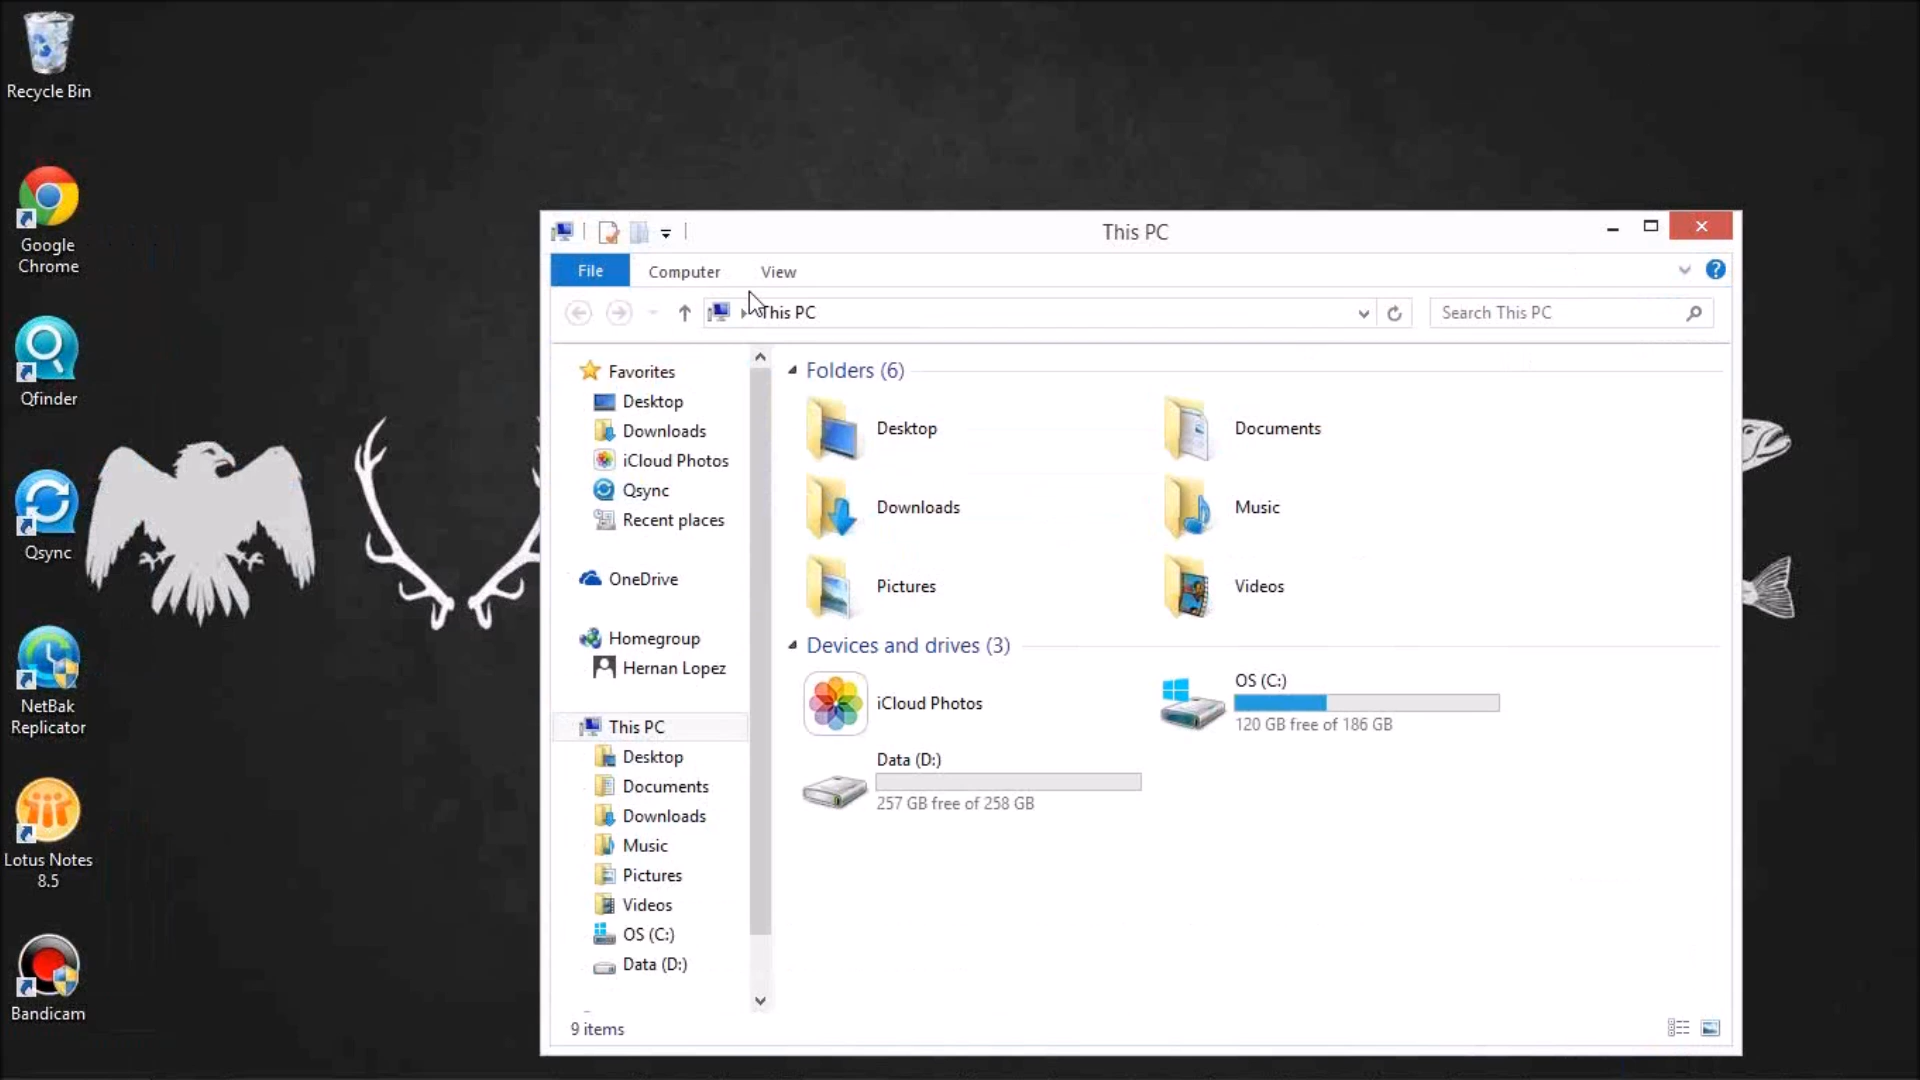 Recycle Bin
Google
Chrome
Qfinder
Qsync
NetBak
Replicator
Lotus Notes
8.5
Bandicam
This PC
File
Computer
View
This PC
Search This PC
Favorites
Desktop
Downloads
iCloud Photos
Qsync
Recent places
OneDrive
Homegroup
Hernan Lopez
This PC
Desktop
Documents
Downloads
Music
Pictures
Videos
OS (C:)
Data (D:)
Folders (6)
Desktop
Documents
Downloads
Music
Pictures
Videos
Devices and drives (3)
iCloud Photos
OS (C:)
120 GB free of 186 GB
Data (D:)
257 GB free of 258 GB
9 items